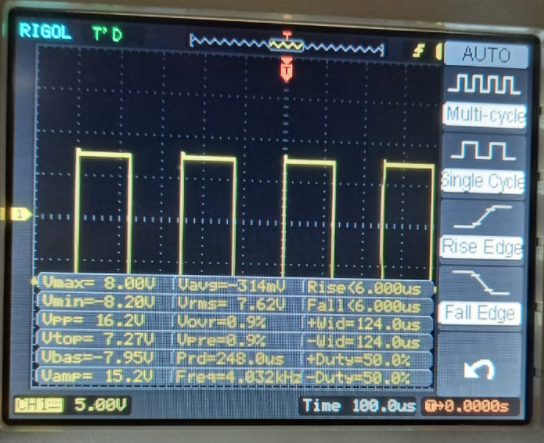 RIGOL T'D T
AUTO
T
Multi-cycle
Single Cycle
1
Rise Edge
Vmax= 8.00V Vavg=-314mV Rise<6.000us
Vmin=-8.20V Vrms= 7.62V Fall<6.000us
Fall Edge
Vpp= 16.2V Vovr=0.9% +Wid=124.0us
Vtop= 7.27V Vpre=0.9% -Wid=124.0us
Vbas=-7.95V Prd=248.0us +Duty=50.0%
Vamp= 15.2V Freq=4.032kHz -Duty=50.0%
CH1 5.00V Time 100.0us T→0.0000s